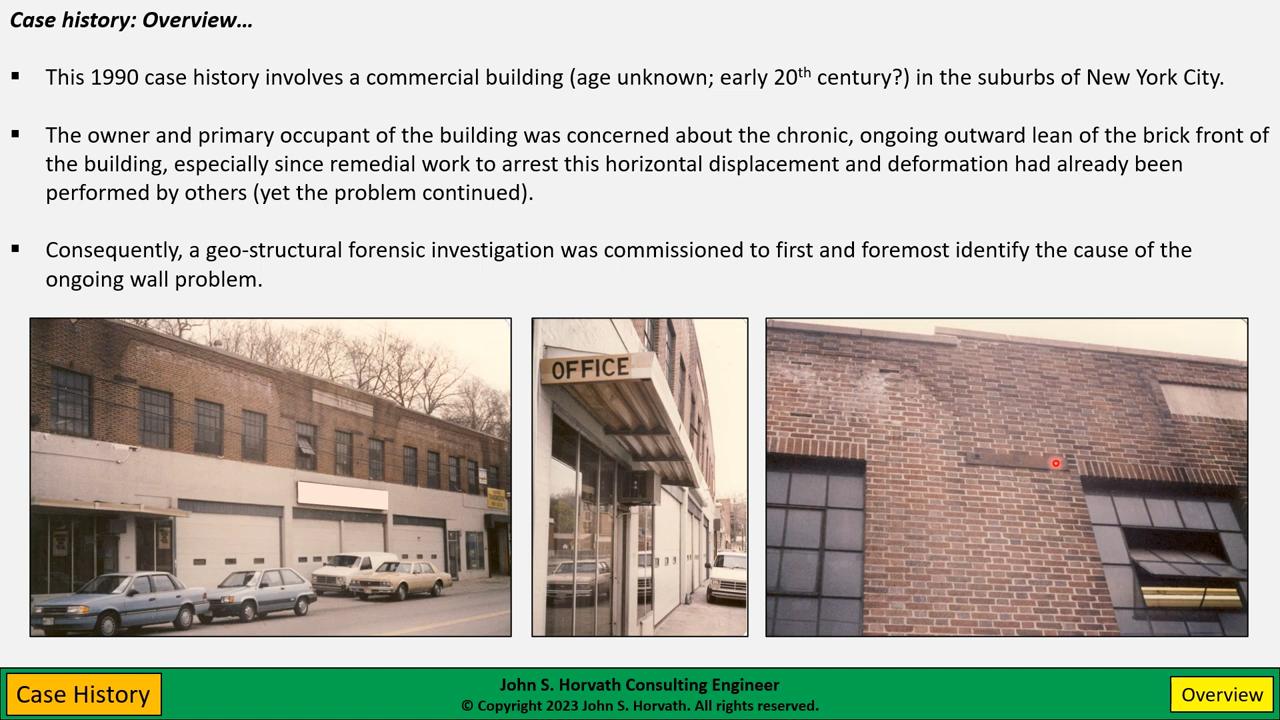 Case history: Overview…
▪ This 1990 case history involves a commercial building (age unknown; early 20th century?) in the suburbs of New York City.
▪ The owner and primary occupant of the building was concerned about the chronic, ongoing outward lean of the brick front of
the building, especially since remedial work to arrest this horizontal displacement and deformation had already been
performed by others (yet the problem continued).
▪ Consequently, a geo-structural forensic investigation was commissioned to first and foremost identify the cause of the
ongoing wall problem.
OFFICE
Case History
John S. Horvath Consulting Engineer
© Copyright 2023 John S. Horvath. All rights reserved.
Overview